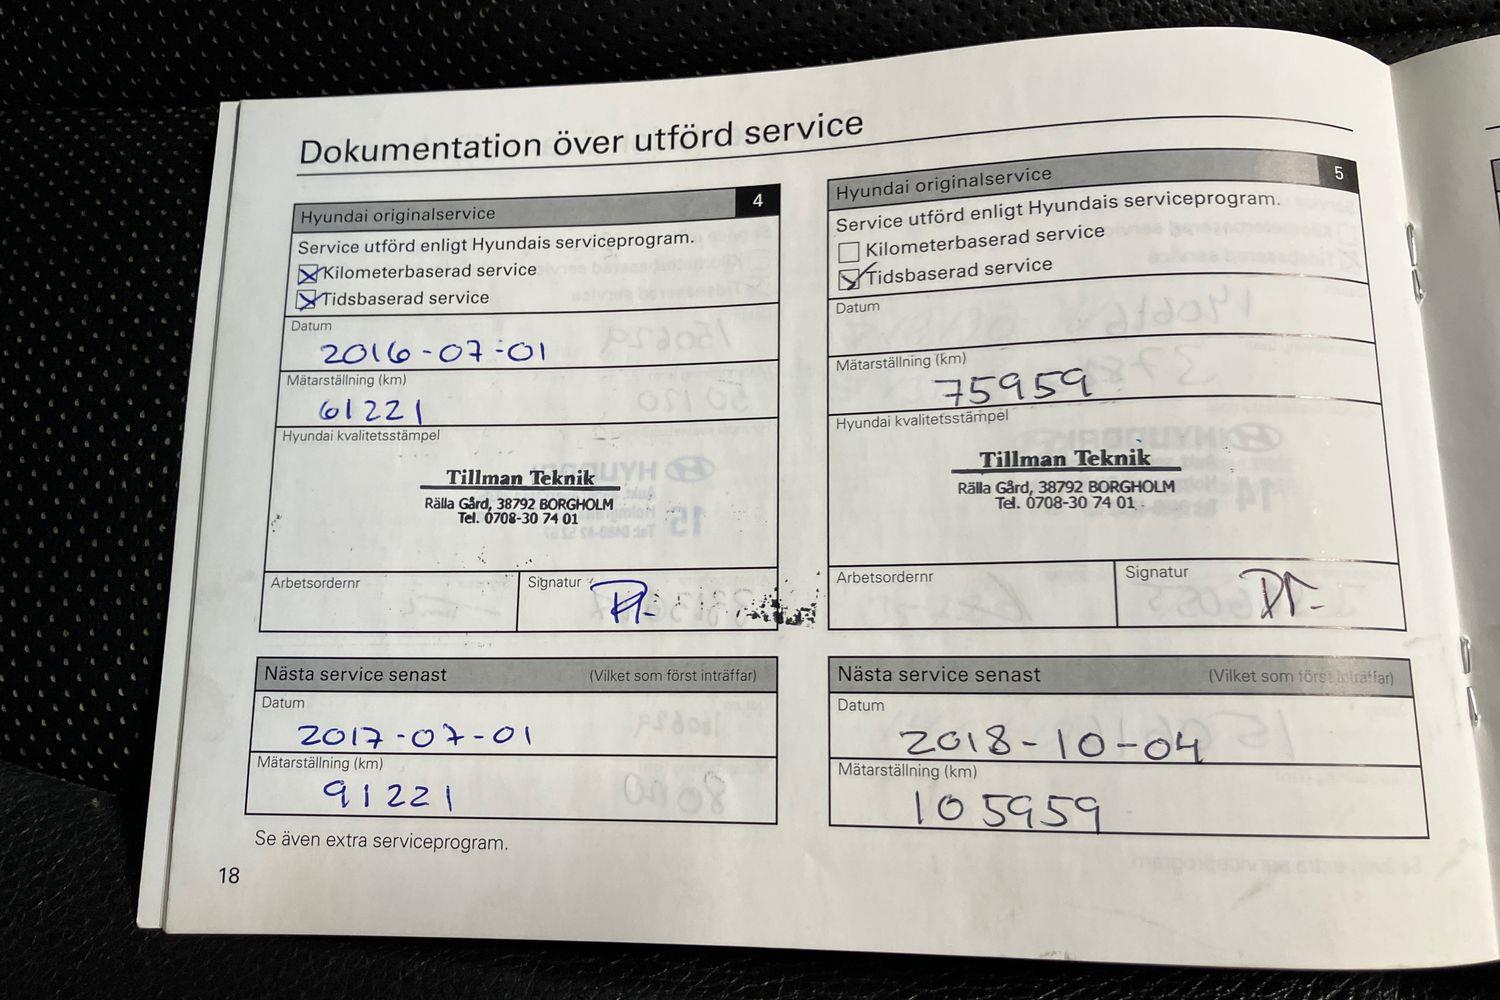 Dokumentation över utförd service
Hyundai originalservice 4
Service utförd enligt Hyundais serviceprogram.
Kilometerbaserad service
Tidsbaserad service
Datum
2016-07-01
Mätarställning (km)
61221
Hyundai kvalitetsstämpel
Tillman Teknik
Rälla Gård, 38792 BORGHOLM
Tel. 0708-30 74 01
Arbetsordernr
Signatur
Nästa service senast (Vilket som först inträffar)
Datum
2017-07-01
Mätarställning (km)
91221
Se även extra serviceprogram.
18
Hyundai originalservice 5
Service utförd enligt Hyundais serviceprogram.
Kilometerbaserad service
Tidsbaserad service
Datum
Mätarställning (km)
75959
Hyundai kvalitetsstämpel
Tillman Teknik
Rälla Gård, 38792 BORGHOLM
Tel. 0708-30 74 01
Arbetsordernr
Signatur
Nästa service senast (Vilket som först inträffar)
Datum
2018-10-04
Mätarställning (km)
105959